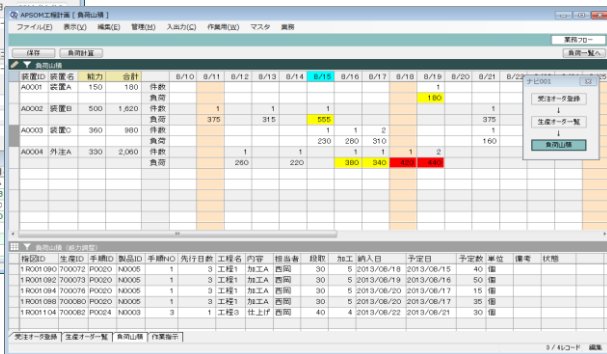 APSOM工程計画 [ 負荷山積 ]
ファイル(F) 表示(V) 編集(E) 管理(M) 入出力(C) 作業用(W) マスタ 業務
業務フロー
保存 負荷計算 負荷一覧へ
負荷山積
装置ID 装置名 能力 合計 8/10 8/11 8/12 8/13 8/14 8/15 8/16 8/17 8/18 8/19 8/20 8/21 8/22
A0001 装置A 150 180 件数 1
負荷 180
A0002 装置B 500 1,620 件数 1 1 1 1
負荷 375 315 555 375
A0003 装置C 360 980 件数 1 1 2 1
負荷 230 280 310 160
A0004 外注A 330 2,060 件数 1 1 1 1 1 2
負荷 260 220 380 340 420 440
ナビ001
受注オーダ登録
↓
生産オーダ一覧
↓
負荷山積
負荷山積 (能力調整)
指図ID 生産ID 手順ID 製品ID 手順NO 先行日数 工程名 内容 担当者 段取 加工 納入日 予定日 予定数 単位 備考 状態
1R001090 700072 P0020 N0005 1 3 工程1 加工A 西岡 30 5 2013/08/18 2013/08/15 40 個
1R001092 700073 P0020 N0005 1 3 工程1 加工A 西岡 30 5 2013/08/19 2013/08/16 50 個
1R001094 700074 P0020 N0005 1 3 工程1 加工A 西岡 30 5 2013/08/20 2013/08/17 15 個
1R001098 700080 P0020 N0005 1 3 工程1 加工A 西岡 30 5 2013/08/20 2013/08/17 35 個
1R001104 700082 P0024 N0003 3 1 工程3 仕上げ 西岡 40 4 2013/08/22 2013/08/21 30 個
受注オーダ登録 生産オーダ一覧 負荷山積 作業指示
3 / 4レコード 編集